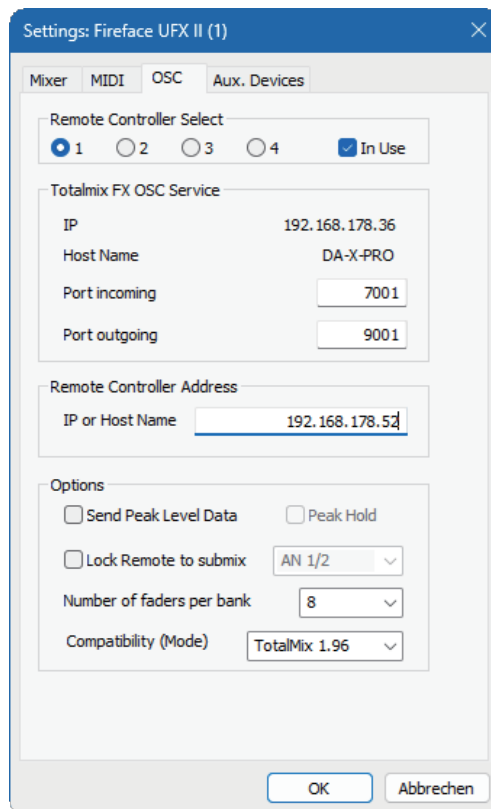 Settings: Fireface UFX II (1)
Mixer MIDI OSC Aux. Devices
Remote Controller Select
1 2 3 4 In Use
Totalmix FX OSC Service
IP 192.168.178.36
Host Name DA-X-PRO
Port incoming 7001
Port outgoing 9001
Remote Controller Address
IP or Host Name 192.168.178.52
Options
Send Peak Level Data Peak Hold
Lock Remote to submix AN 1/2
Number of faders per bank 8
Compatibility (Mode) TotalMix 1.96
OK Abbrechen